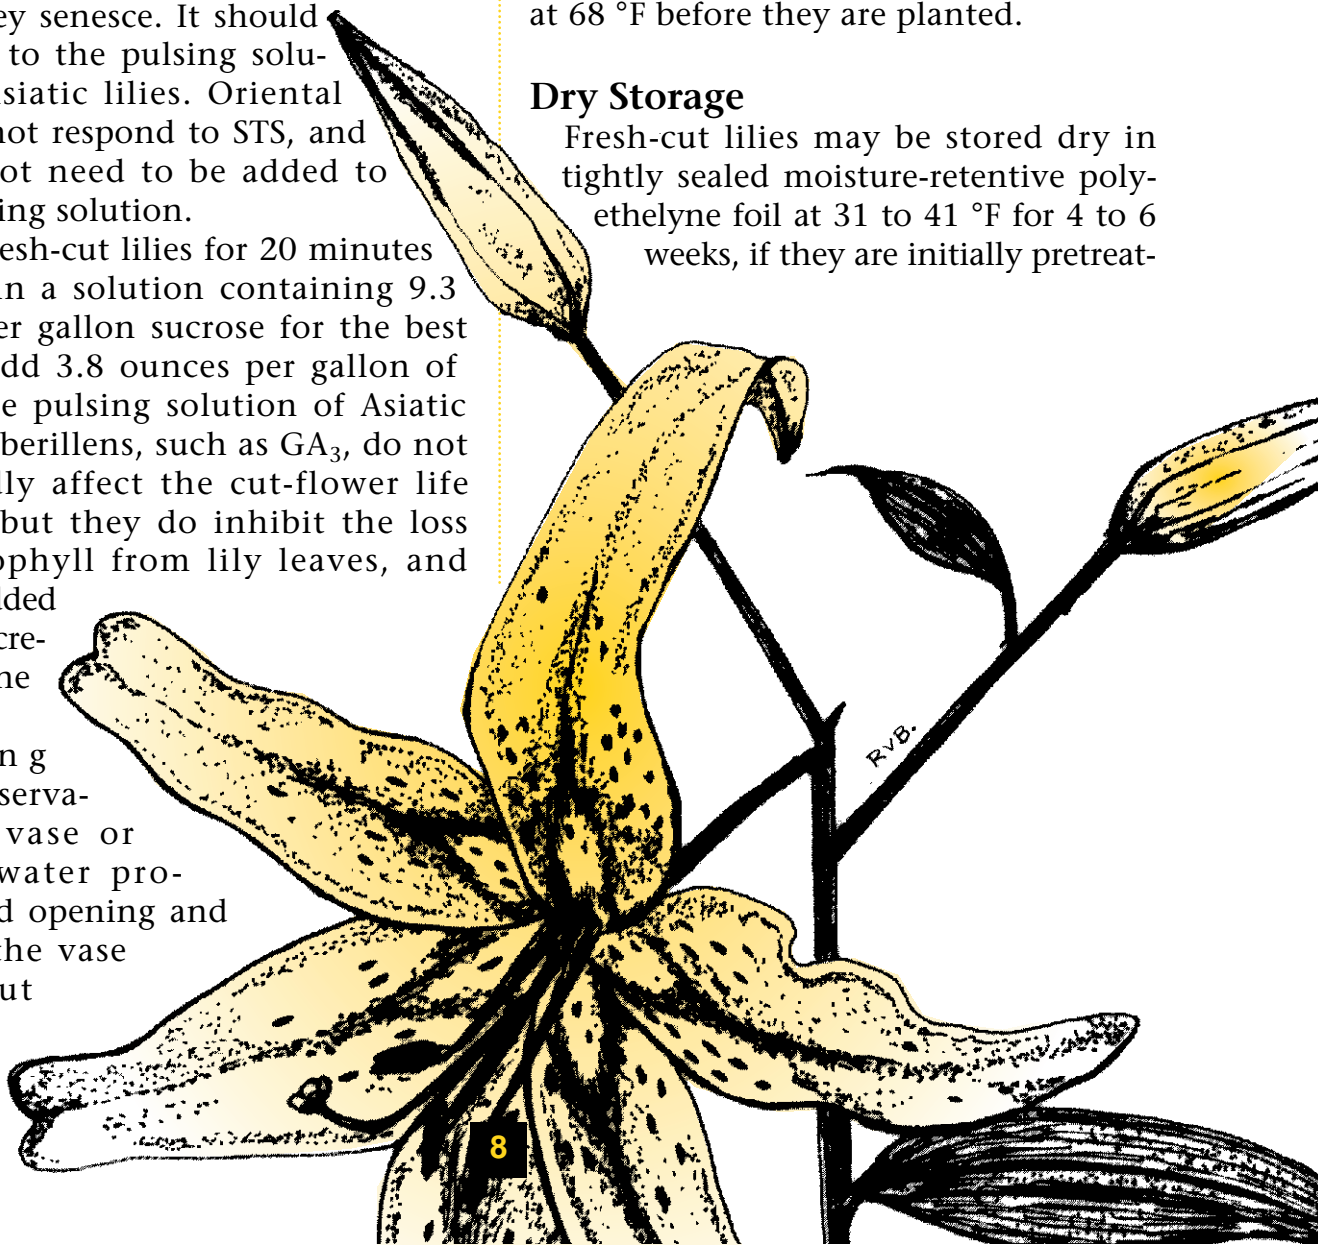 ey senesce. It should
to the pulsing solu-
siatic lilies. Oriental
not respond to STS, and
ot need to be added to
ing solution.
esh-cut lilies for 20 minutes
in a solution containing 9.3
er gallon sucrose for the best
dd 3.8 ounces per gallon of
e pulsing solution of Asiatic
berillens, such as GA₃, do not
lly affect the cut-flower life
but they do inhibit the loss
ophyll from lily leaves, and
dded
cre-
ne
n g
serva-
vase or
water pro-
d opening and
the vase
ut
at 68 °F before they are planted.
Dry Storage
Fresh-cut lilies may be stored dry in
tightly sealed moisture-retentive poly-
ethelyne foil at 31 to 41 °F for 4 to 6
weeks, if they are initially pretreat-
RvB.
8